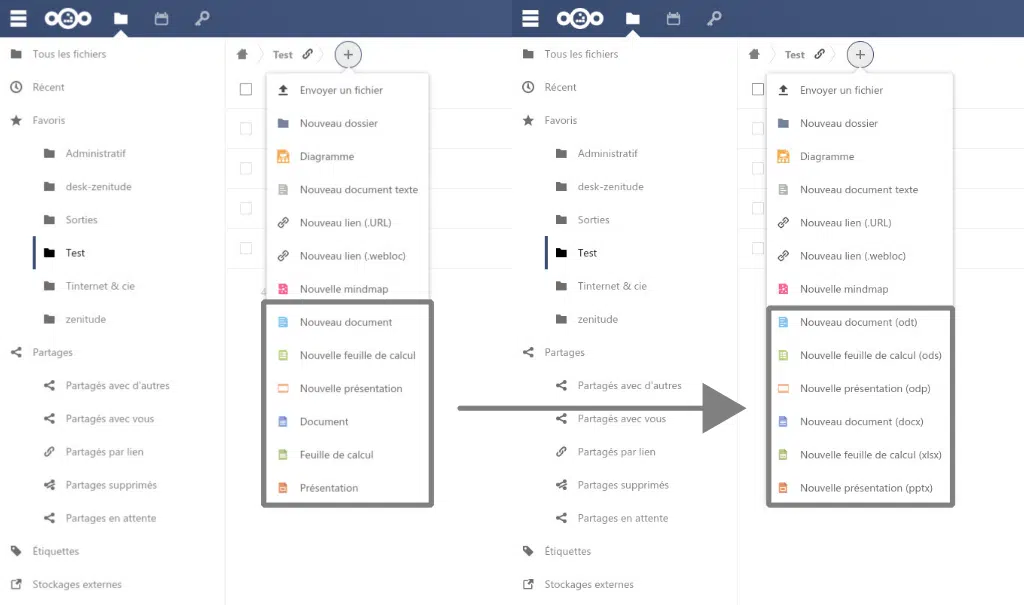 Tous les fichiers
Récent
Favoris
Administratif
desk-zenitude
Sorties
Test
Tinternet & cie
zenitude
Partages
Partagés avec d'autres
Partagés avec vous
Partagés par lien
Partages supprimés
Partages en attente
Étiquettes
Stockages externes
Test
Envoyer un fichier
Nouveau dossier
Diagramme
Nouveau document texte
Nouveau lien (.URL)
Nouveau lien (.webloc)
Nouvelle mindmap
Nouveau document
Nouvelle feuille de calcul
Nouvelle présentation
Document
Feuille de calcul
Présentation
Tous les fichiers
Récent
Favoris
Administratif
desk-zenitude
Sorties
Test
Tinternet & cie
zenitude
Partages
Partagés avec d'autres
Partagés avec vous
Partagés par lien
Partages supprimés
Partages en attente
Étiquettes
Stockages externes
Test
Envoyer un fichier
Nouveau dossier
Diagramme
Nouveau document texte
Nouveau lien (.URL)
Nouveau lien (.webloc)
Nouvelle mindmap
Nouveau document (odt)
Nouvelle feuille de calcul (ods)
Nouvelle présentation (odp)
Nouveau document (docx)
Nouvelle feuille de calcul (xlsx)
Nouvelle présentation (pptx)